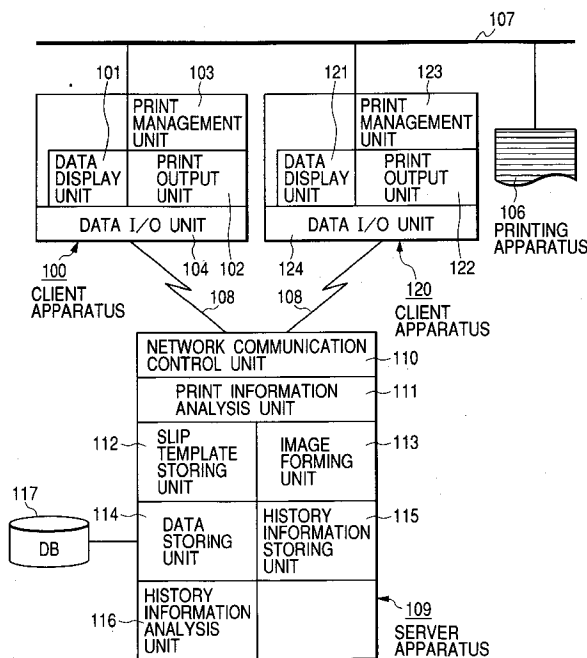 107
101
103
121
123
PRINT
MANAGEMENT
UNIT
DATA
DISPLAY
UNIT
PRINT
OUTPUT
UNIT
DATA I/O UNIT
PRINT
MANAGEMENT
UNIT
DATA
DISPLAY
UNIT
PRINT
OUTPUT
UNIT
DATA I/O UNIT
106
PRINTING
APPARATUS
100
CLIENT
APPARATUS
104
102
124
120
CLIENT
APPARATUS
122
108
108
NETWORK COMMUNICATION
CONTROL UNIT
110
PRINT INFORMATION
ANALYSIS UNIT
111
112
SLIP
TEMPLATE
STORING
UNIT
IMAGE
FORMING
UNIT
113
117
DB
114
DATA
STORING
UNIT
HISTORY
INFORMATION
STORING UNIT
115
116
HISTORY
INFORMATION
ANALYSIS
UNIT
109
SERVER
APPARATUS